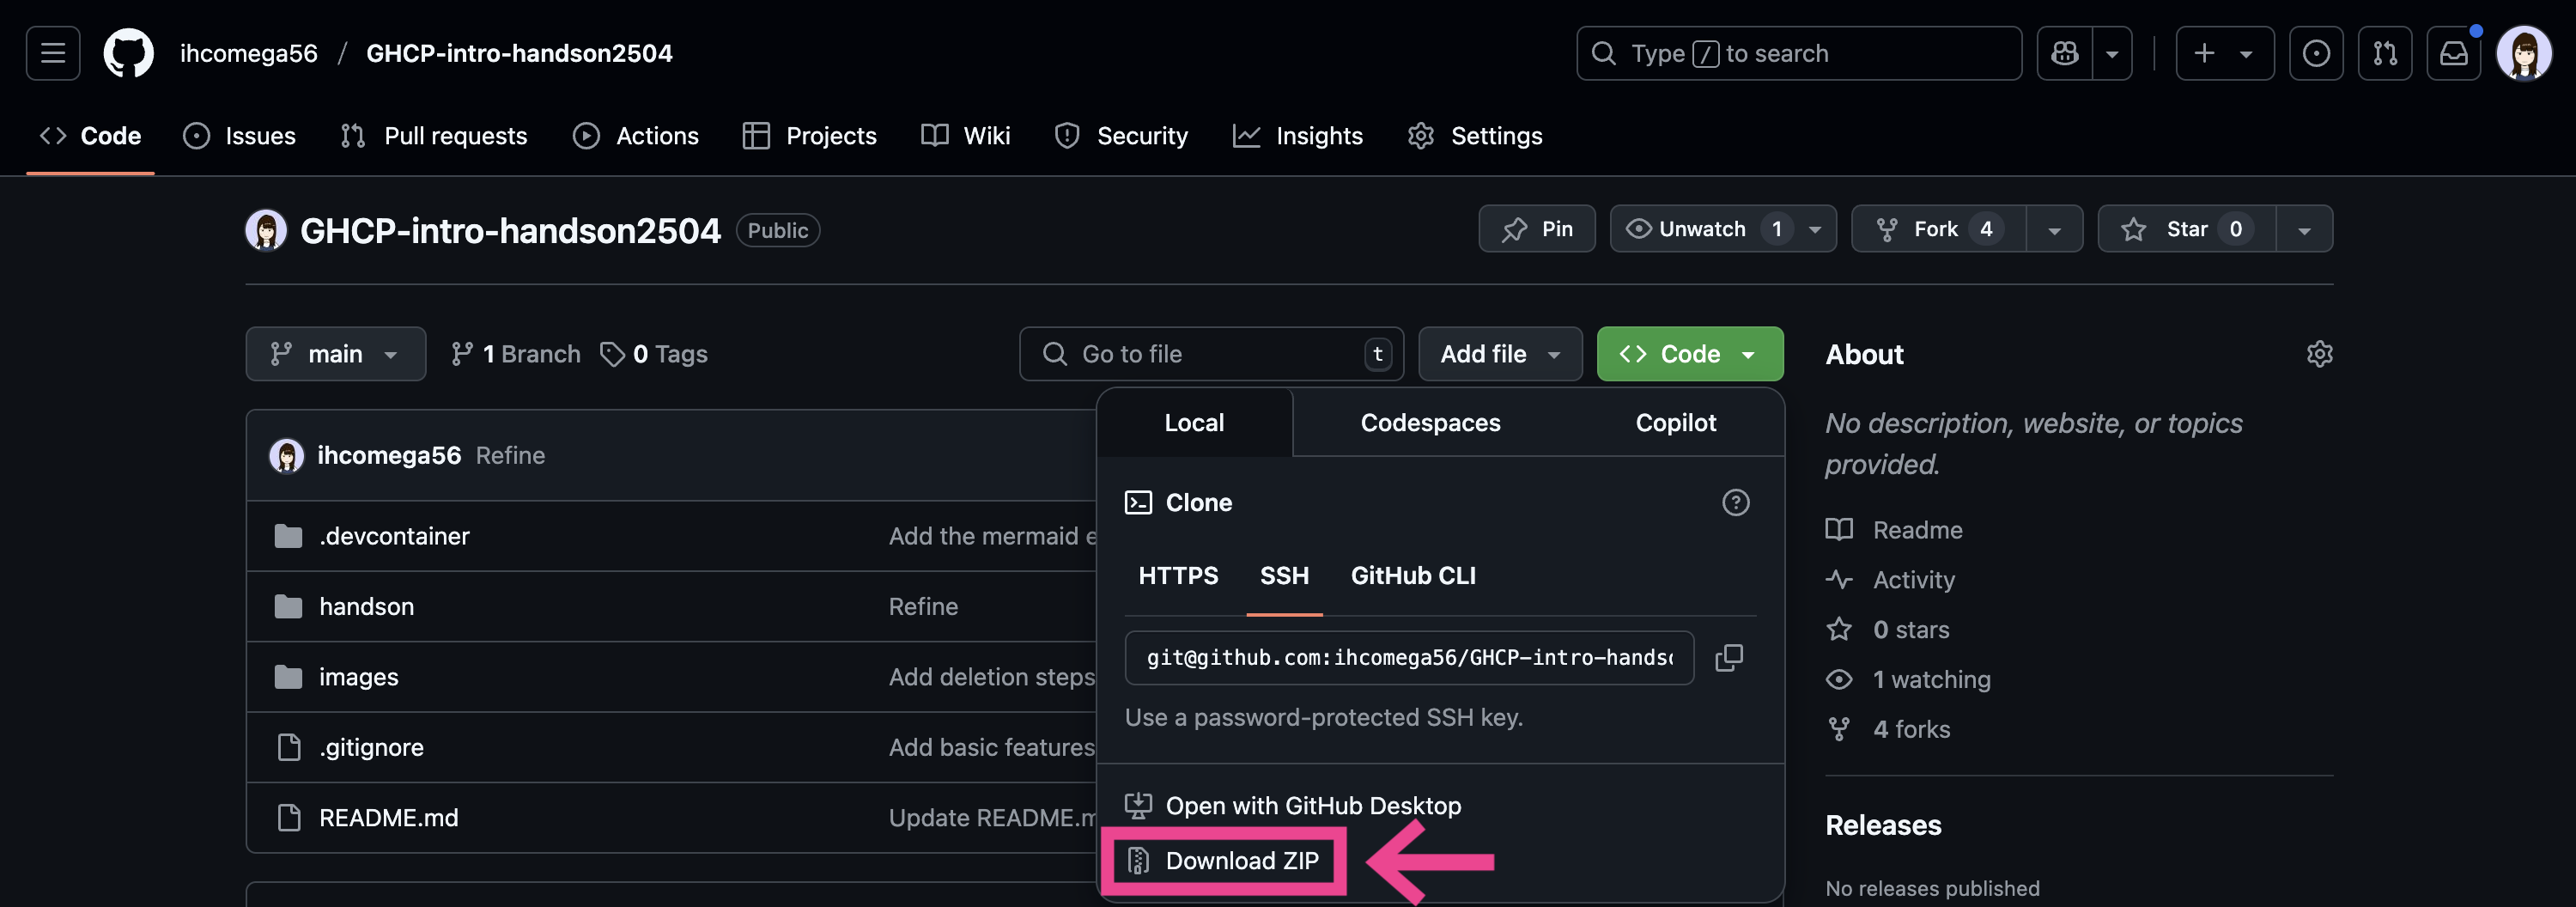 ihcomega56 / GHCP-intro-handson2504
Type / to search
Code Issues Pull requests Actions Projects Wiki Security Insights Settings
GHCP-intro-handson2504 Public
Pin Unwatch 1 Fork 4 Star 0
main 1 Branch 0 Tags
Go to file t Add file Code
ihcomega56 Refine
.devcontainer Add the mermaid e
handson Refine
images Add deletion steps
.gitignore Add basic features
README.md Update README.m
Local Codespaces Copilot
Clone
HTTPS SSH GitHub CLI
git@github.com:ihcomega56/GHCP-intro-handso
Use a password-protected SSH key.
Open with GitHub Desktop
Download ZIP
About
No description, website, or topics
provided.
Readme
Activity
0 stars
1 watching
4 forks
Releases
No releases published